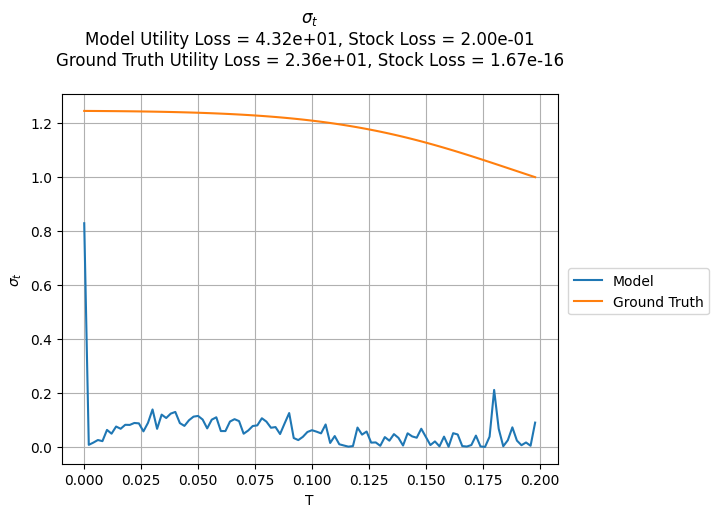 σt
Model Utility Loss = 4.32e+01, Stock Loss = 2.00e-01
Ground Truth Utility Loss = 2.36e+01, Stock Loss = 1.67e-16
1.2
1.0
0.8
0.6
0.4
0.2
0.0
σt
0.000 0.025 0.050 0.075 0.100 0.125 0.150 0.175 0.200
T
Model
Ground Truth